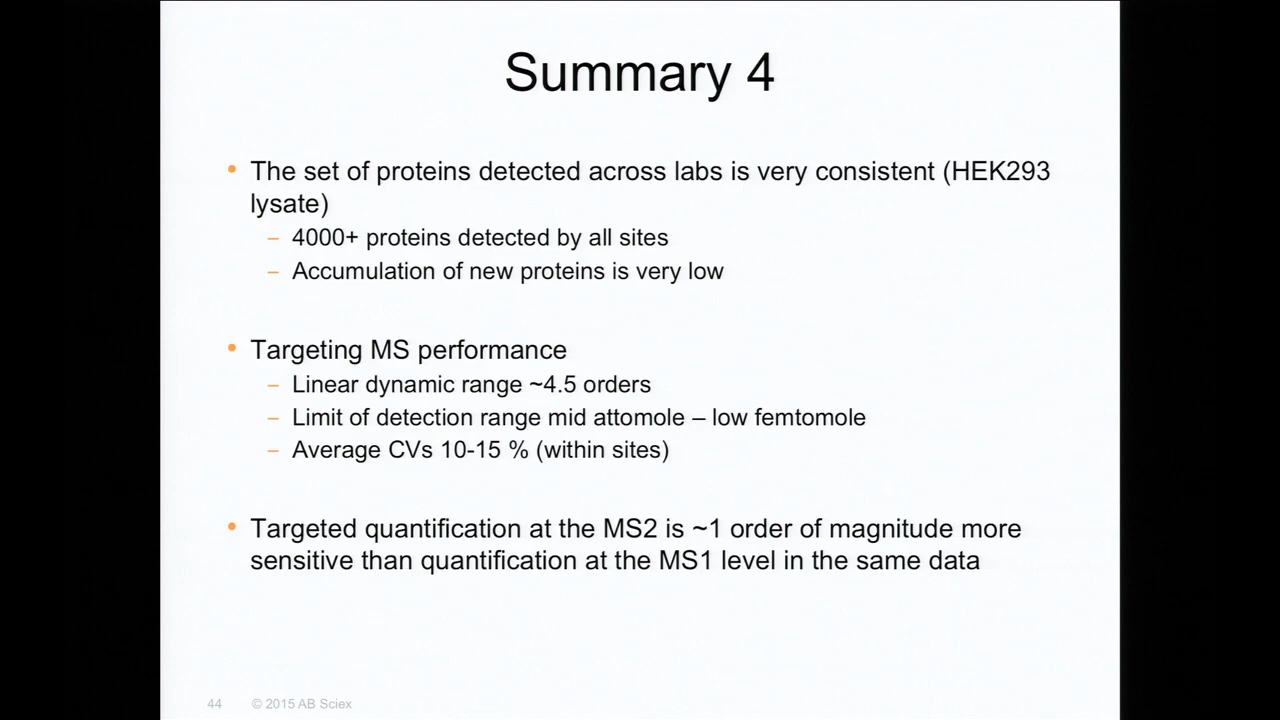 Summary 4
• The set of proteins detected across labs is very consistent (HEK293
lysate)
– 4000+ proteins detected by all sites
– Accumulation of new proteins is very low
• Targeting MS performance
– Linear dynamic range ~4.5 orders
– Limit of detection range mid attomole – low femtomole
– Average CVs 10-15 % (within sites)
• Targeted quantification at the MS2 is ~1 order of magnitude more
sensitive than quantification at the MS1 level in the same data
44 © 2015 AB Sciex